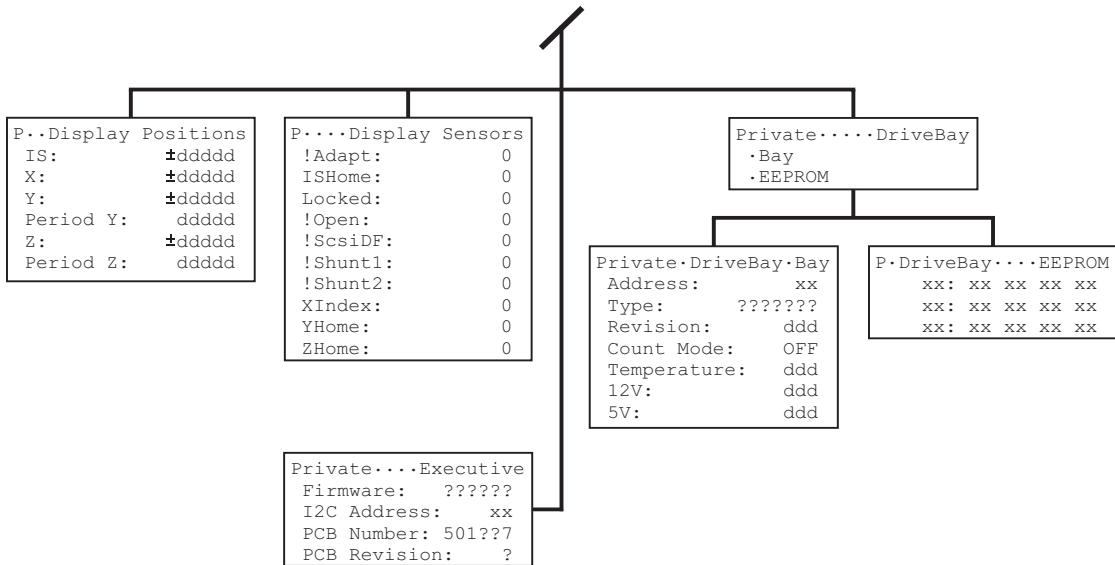 P··Display Positions
IS: ±ddddd
X: ±ddddd
Y: ±ddddd
Period Y: ddddd
Z: ±ddddd
Period Z: ddddd
P····Display Sensors
!Adapt: 0
ISHome: 0
Locked: 0
!Open: 0
!ScsiDF: 0
!Shunt1: 0
!Shunt2: 0
XIndex: 0
YHome: 0
ZHome: 0
Private·····DriveBay
·Bay
·EEPROM
Private·DriveBay·Bay
Address: xx
Type: ???????
Revision: ddd
Count Mode: OFF
Temperature: ddd
12V: ddd
5V: ddd
P·DriveBay····EEPROM
xx: xx xx xx xx
xx: xx xx xx xx
xx: xx xx xx xx
Private····Executive
Firmware: ??????
I2C Address: xx
PCB Number: 501??7
PCB Revision: ?